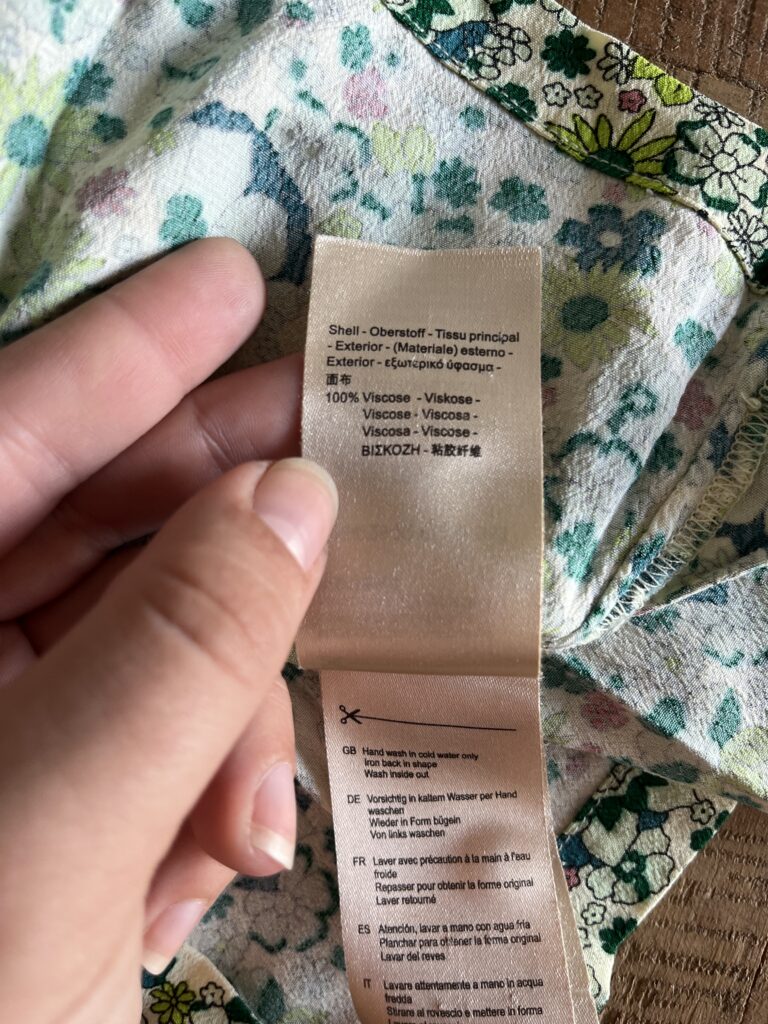 Shell - Oberstoff - Tissu principal
- Exterior - (Materiale) esterno -
Exterior - εξωτερικό ύφασμα -
面布
100% Viscose - Viskose -
Viscose - Viscosa -
Viscosa - Viscose -
ΒΙΣΚΟΖΗ - 粘胶纤维
GB Hand wash in cold water only
Iron back in shape
Wash inside out
DE Vorsichtig in kaltem Wasser per Hand
waschen
Wieder in Form bügeln
Von links waschen
FR Laver avec précaution à la main à l'eau
froide
Repasser pour obtenir la forme original
Laver retourné
ES Atención, lavar a mano con agua fría
Planchar para obtener la forma original
Lavar del reves
IT Lavare attentamente a mano in acqua
fredda
Stirare al rovescio e mettere in forma